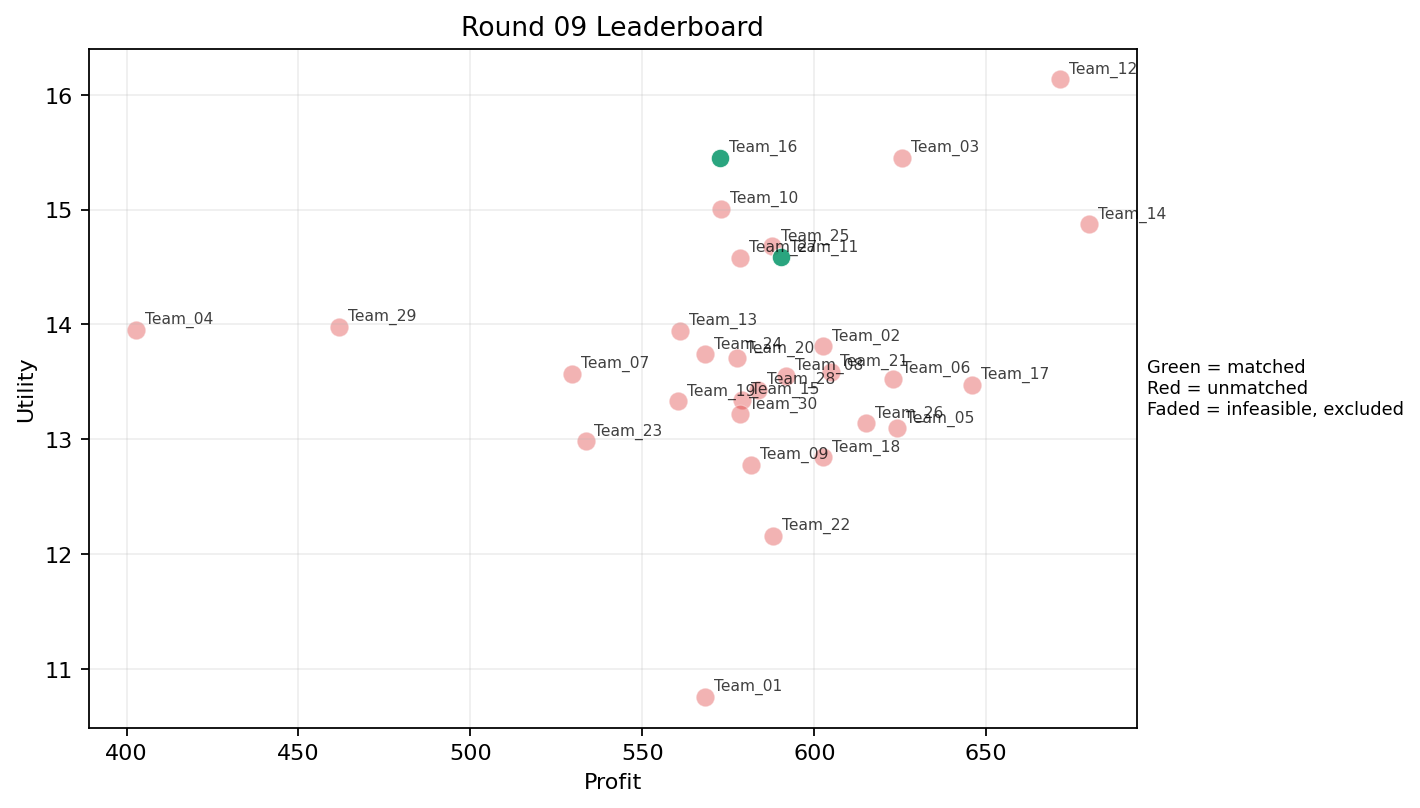 Round 09 Leaderboard
Team_12
Team_16
Team_03
Team_10
Team_14
Team_25
Team_27
Team_11
Team_04
Team_29
Team_13
Team_02
Team_24
Team_20
Team_07
Team_08
Team_21
Team_06
Team_17
Team_28
Team_19
Team_15
Team_30
Team_26
Team_05
Team_23
Team_09
Team_18
Team_22
Team_01
16
15
14
13
12
11
Utility
400
450
500
550
600
650
Profit
Green = matched
Red = unmatched
Faded = infeasible, excluded